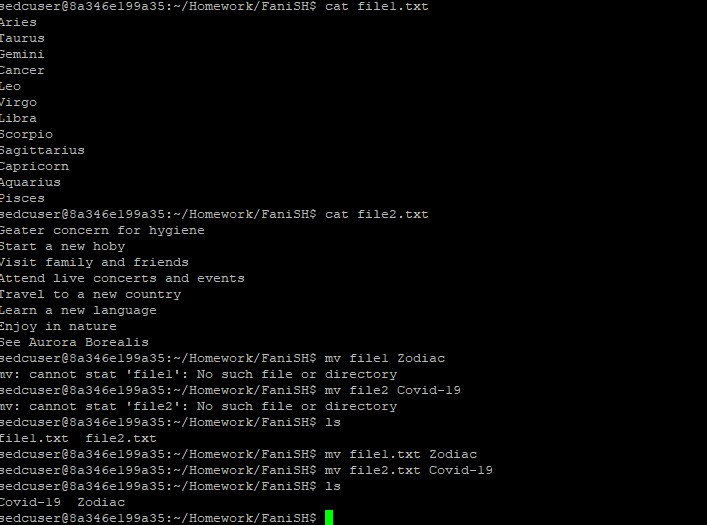 sedcuser@8a346e199a35:~/Homework/FaniSH$ cat file1.txt
Aries
Taurus
Gemini
Cancer
Leo
Virgo
Libra
Scorpio
Sagittarius
Capricorn
Aquarius
Pisces
sedcuser@8a346e199a35:~/Homework/FaniSH$ cat file2.txt
Geater concern for hygiene
Start a new hoby
Visit family and friends
Attend live concerts and events
Travel to a new country
Learn a new language
Enjoy in nature
See Aurora Borealis
sedcuser@8a346e199a35:~/Homework/FaniSH$ mv file1 Zodiac
mv: cannot stat 'file1': No such file or directory
sedcuser@8a346e199a35:~/Homework/FaniSH$ mv file2 Covid-19
mv: cannot stat 'file2': No such file or directory
sedcuser@8a346e199a35:~/Homework/FaniSH$ ls
file1.txt  file2.txt
sedcuser@8a346e199a35:~/Homework/FaniSH$ mv file1.txt Zodiac
sedcuser@8a346e199a35:~/Homework/FaniSH$ mv file2.txt Covid-19
sedcuser@8a346e199a35:~/Homework/FaniSH$ ls
Covid-19  Zodiac
sedcuser@8a346e199a35:~/Homework/FaniSH$